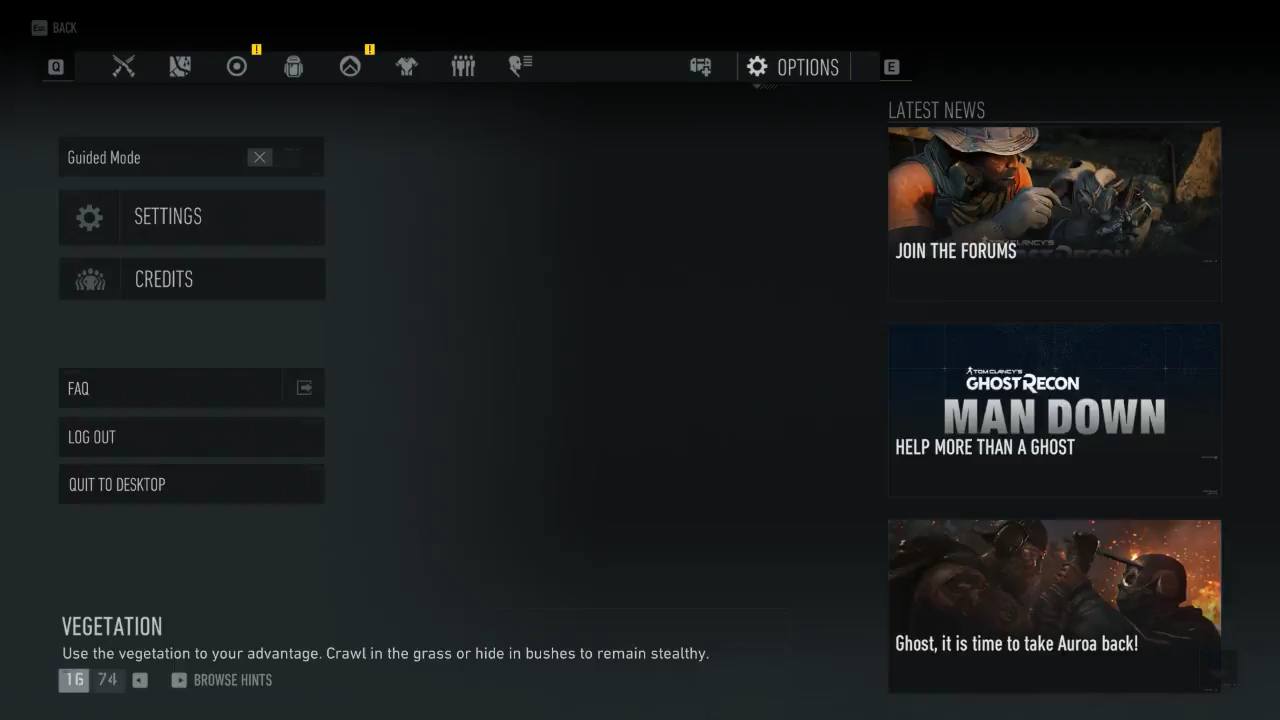 Esc BACK
Q
!
!
OPTIONS
E
LATEST NEWS
Guided Mode
SETTINGS
CREDITS
FAQ
LOG OUT
QUIT TO DESKTOP
JOIN THE FORUMS
TOM CLANCY'S
GHOST RECON
MAN DOWN
HELP MORE THAN A GHOST
Ghost, it is time to take Auroa back!
VEGETATION
Use the vegetation to your advantage. Crawl in the grass or hide in bushes to remain stealthy.
16 74 BROWSE HINTS